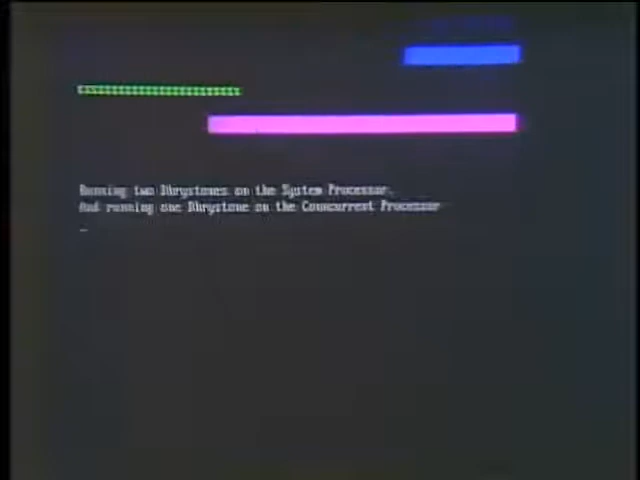 Running two Dhrystones on the System Processor.
And running one Dhrystone on the Concurrent Processor